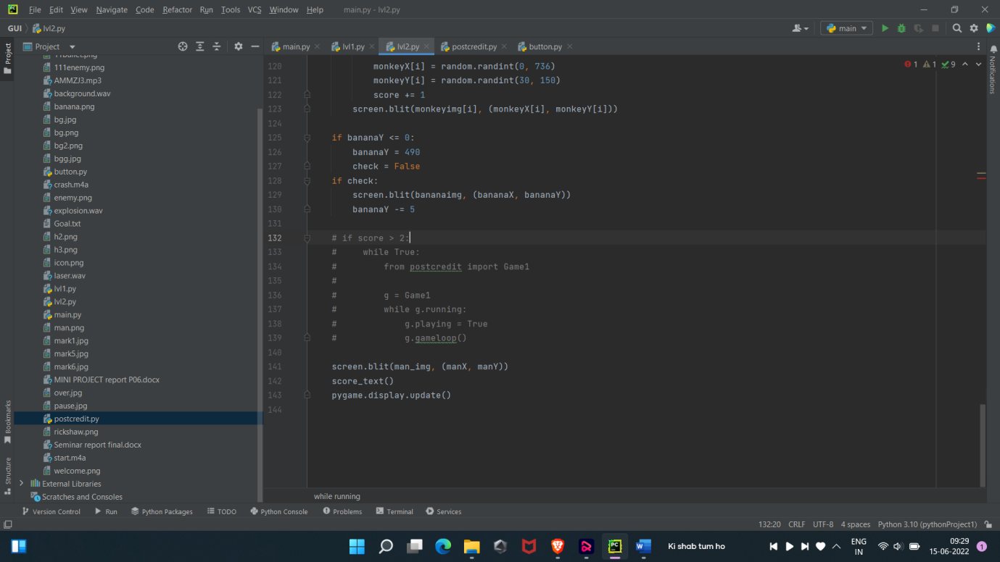 File Edit View Navigate Code Refactor Run Tools VCS Window Help main.py - lvl2.py
GUI lvl2.py main
Project
Project
main.py lvl1.py lvl2.py postcredit.py button.py
Notifications
111enemy.png
AMMZJ3.mp3
background.wav
banana.png
bg.jpg
bg.png
bg2.png
bgg.jpg
button.py
crash.m4a
enemy.png
explosion.wav
Goal.txt
h2.png
h3.png
icon.png
laser.wav
lvl1.py
lvl2.py
main.py
man.png
mark1.jpg
mark5.jpg
mark6.jpg
MINI PROJECT report P06.docx
over.jpg
pause.jpg
postcredit.py
rickshaw.png
Seminar report final.docx
start.m4a
welcome.png
External Libraries
Scratches and Consoles
Bookmarks
Structure
1 1 9
120 monkeyX[i] = random.randint(0, 736)
121 monkeyY[i] = random.randint(30, 150)
122 score += 1
123 screen.blit(monkeyimg[i], (monkeyX[i], monkeyY[i]))
124
125 if bananaY <= 0:
126 bananaY = 490
127 check = False
128 if check:
129 screen.blit(bananaimg, (bananaX, bananaY))
130 bananaY -= 5
131
132 # if score > 2:
133 # while True:
134 # from postcredit import Game1
135 #
136 # g = Game1
137 # while g.running:
138 # g.playing = True
139 # g.gameloop()
140
141 screen.blit(man_img, (manX, manY))
142 score_text()
143 pygame.display.update()
144
while running
Version Control Run Python Packages TODO Python Console Problems Terminal Services
132:20 CRLF UTF-8 4 spaces Python 3.10 (pythonProject1)
PC W Ki shab tum ho ENG 09:29
IN 15-06-2022 1